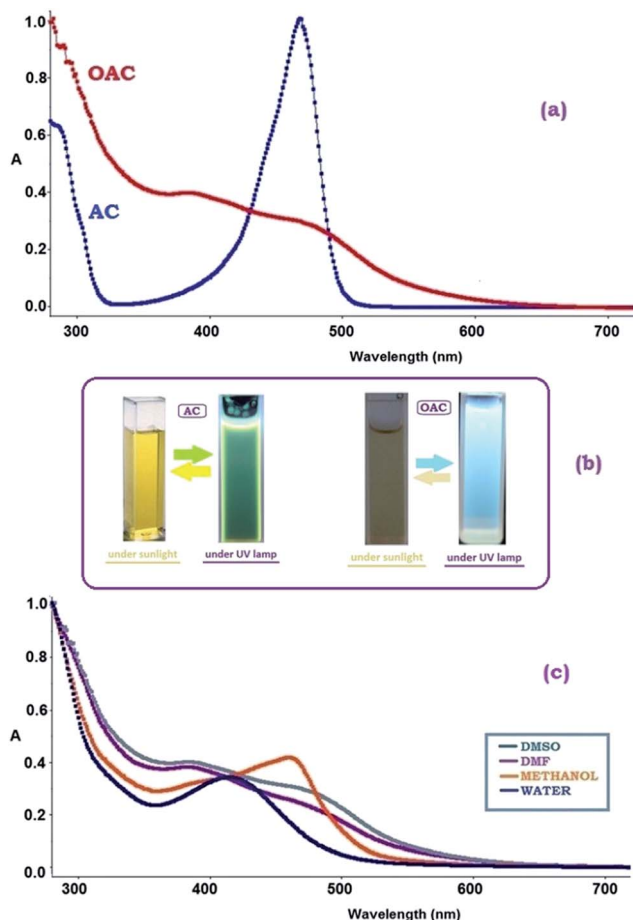 1.0
0.8
0.6
0.4
0.2
0.0
A
OAC
AC
(a)
300 400 500 600 700
Wavelength (nm)
AC
OAC
(b)
under sunlight
under UV lamp
under sunlight
under UV lamp
1.0
0.8
0.6
0.4
0.2
0.0
A
(c)
DMSO
DMF
METHANOL
WATER
300 400 500 600 700
Wavelength (nm)